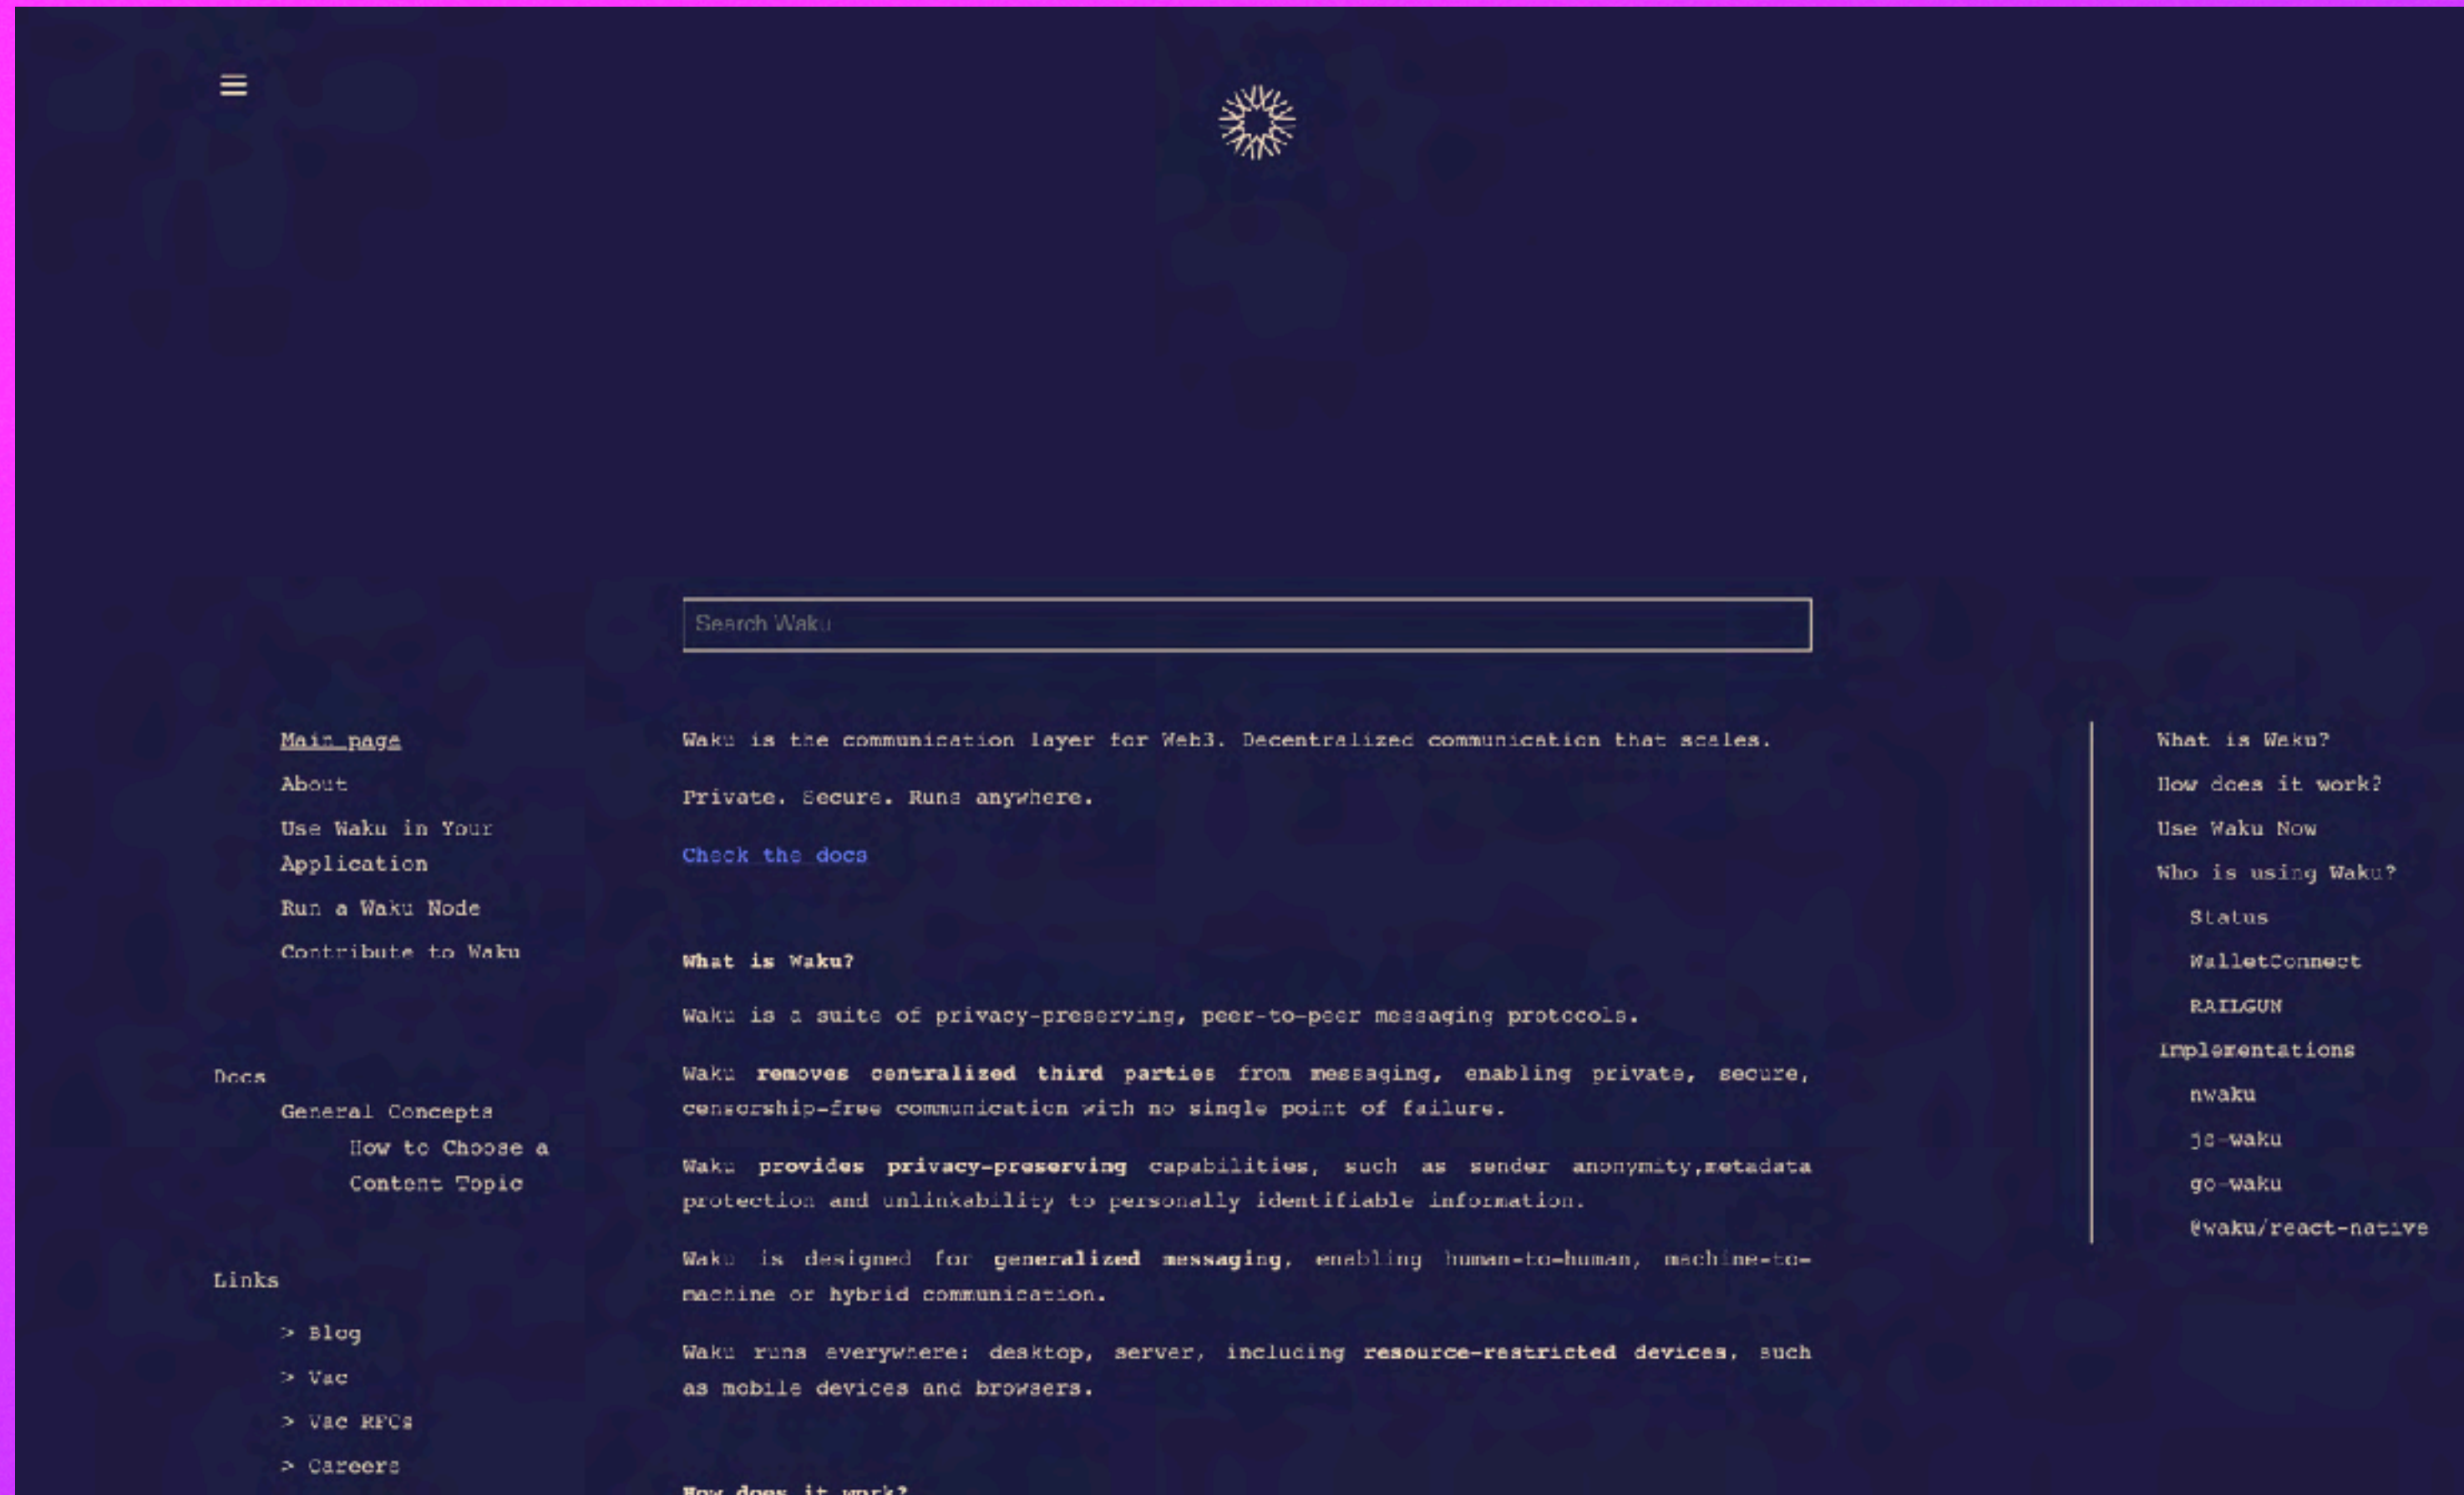 Search Waku
Main page
About
Use Waku in Your
Application
Run a Waku Node
Contribute to Waku
Docs
General Concepts
How to Choose a
Content Topic
Links
> Blog
> Vac
> Vac RFCs
> Careers
Waku is the communication layer for Web3. Decentralized communication that scales.
Private. Secure. Runs anywhere.
Check the docs
What is Waku?
Waku is a suite of privacy-preserving, peer-to-peer messaging protocols.
Waku removes centralized third parties from messaging, enabling private, secure,
censorship-free communication with no single point of failure.
Waku provides privacy-preserving capabilities, such as sender anonymity,metadata
protection and unlinkability to personally identifiable information.
Waku is designed for generalized messaging, enabling human-to-human, machine-to-
machine or hybrid communication.
Waku runs everywhere: desktop, server, including resource-restricted devices, such
as mobile devices and browsers.
How does it work?
What is Waku?
How does it work?
Use Waku Now
Who is using Waku?
Status
WalletConnect
RAILGUN
Implementations
nwaku
js-waku
go-waku
@waku/react-native